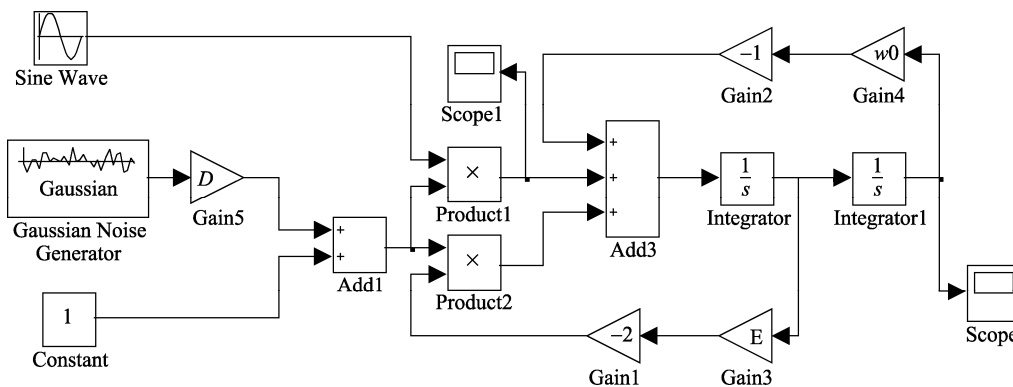 Sine Wave
Scope1
−1
Gain2
w0
Gain4
Gaussian
Gaussian Noise
Generator
D
Gain5
×
Product1
+
+
+
Add3
1
s
Integrator
1
s
Integrator1
+
+
Add1
×
Product2
1
Constant
−2
Gain1
E
Gain3
Scope